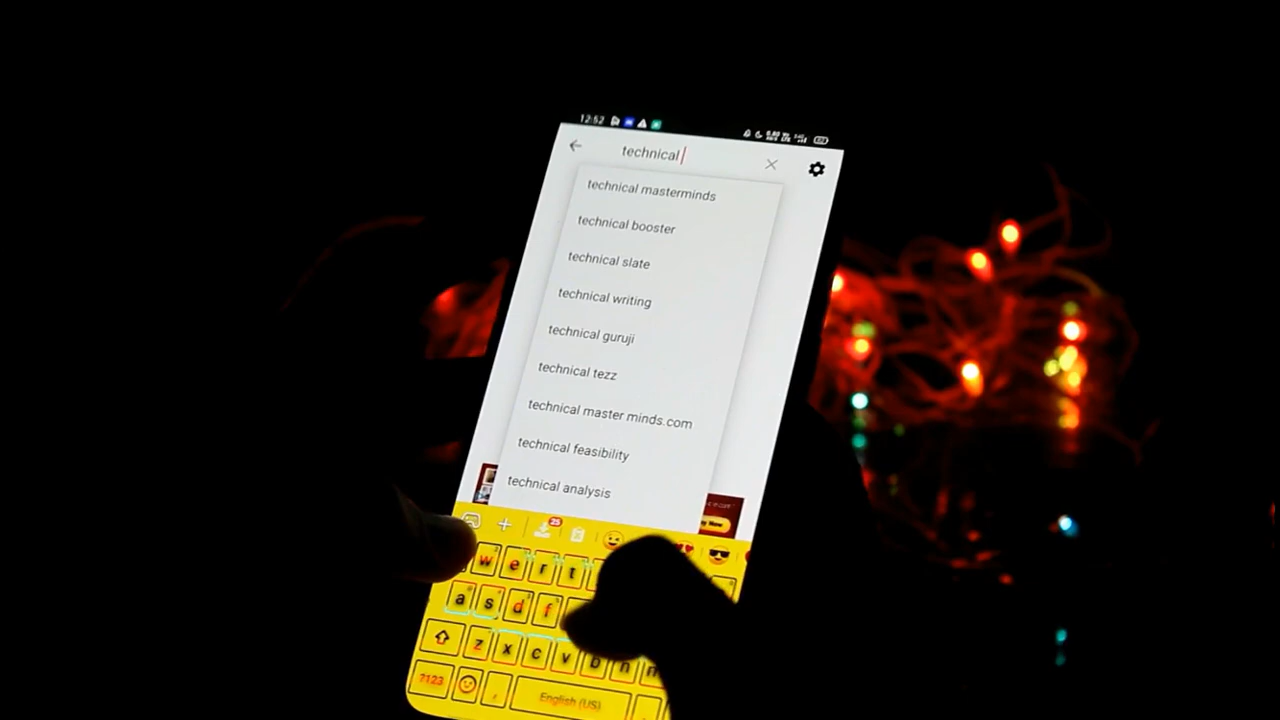 12:52
technical
technical masterminds
technical booster
technical slate
technical writing
technical guruji
technical tezz
technical master minds.com
technical feasibility
technical analysis
25
w e r t
a s d f
z x c v b n m
?123 , English (US)